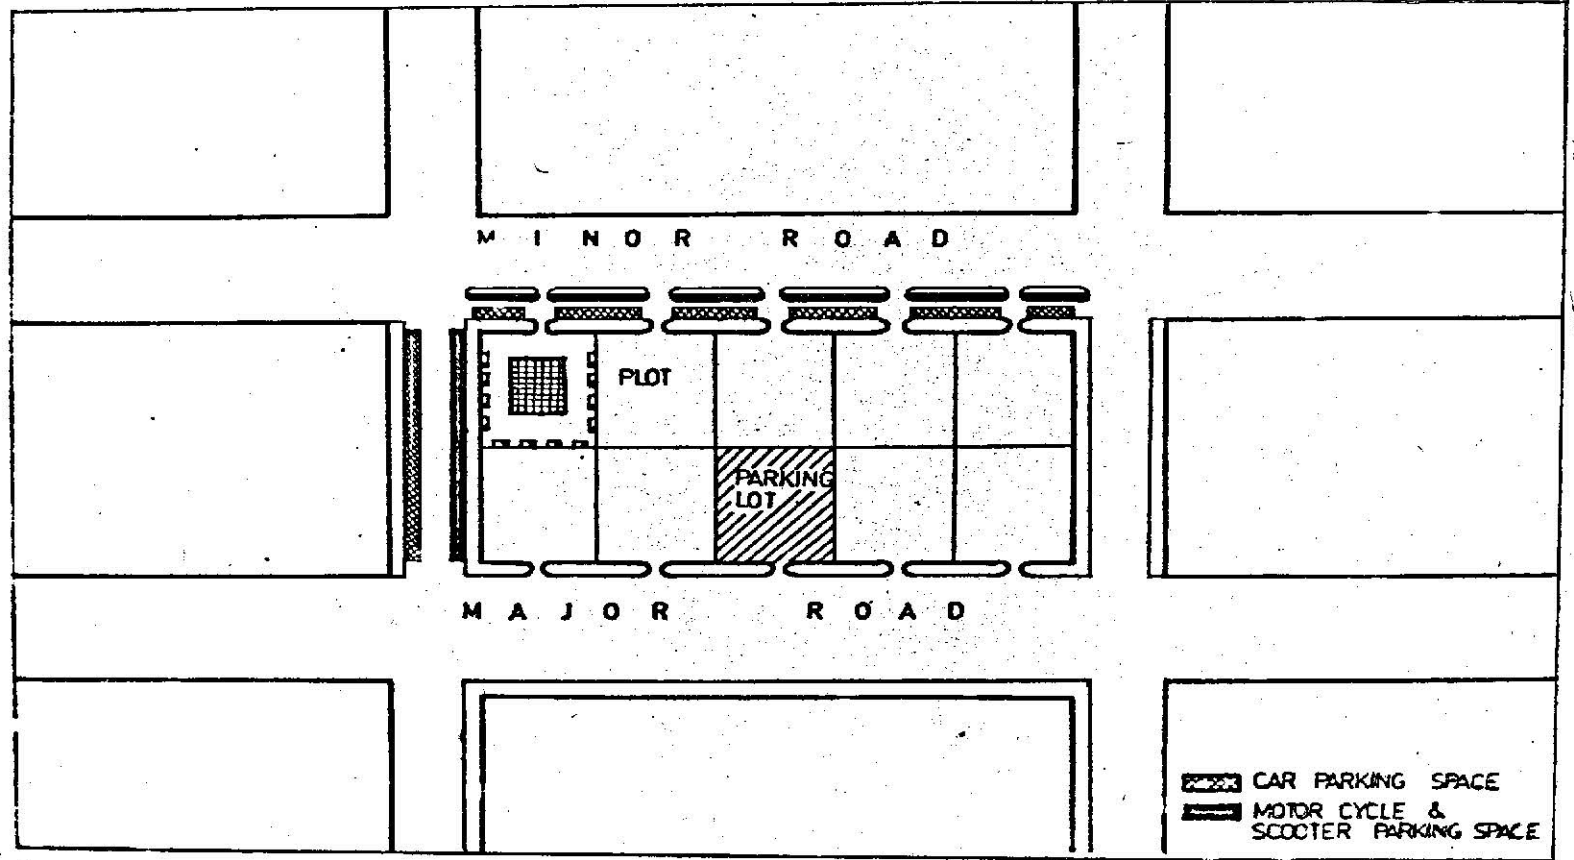 MINOR ROAD
PLOT
PARKING
LOT
MAJOR ROAD
CAR PARKING SPACE
MOTOR CYCLE &
SCOOTER PARKING SPACE